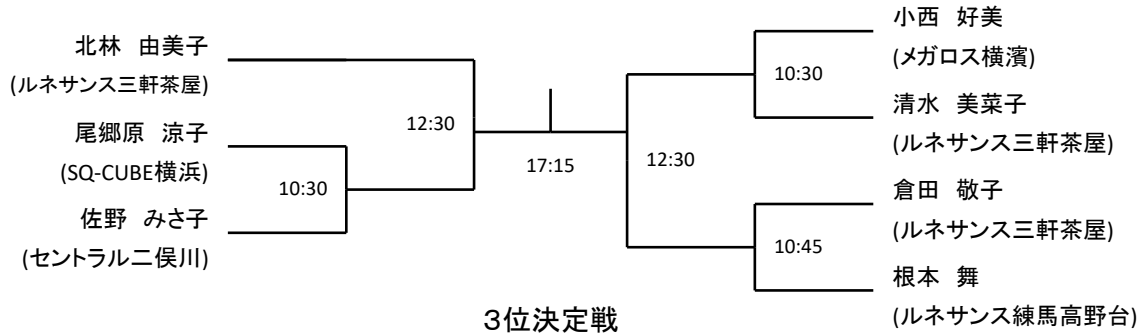 北林　由美子
(ルネサンス三軒茶屋)
尾郷原　涼子
(SQ-CUBE横浜)
佐野　みさ子
(セントラル二俣川)
12:30
10:30
17:15
12:30
10:30
10:45
小西　好美
(メガロス横濱)
清水　美菜子
(ルネサンス三軒茶屋)
倉田　敬子
(ルネサンス三軒茶屋)
根本　舞
(ルネサンス練馬高野台)
３位決定戦